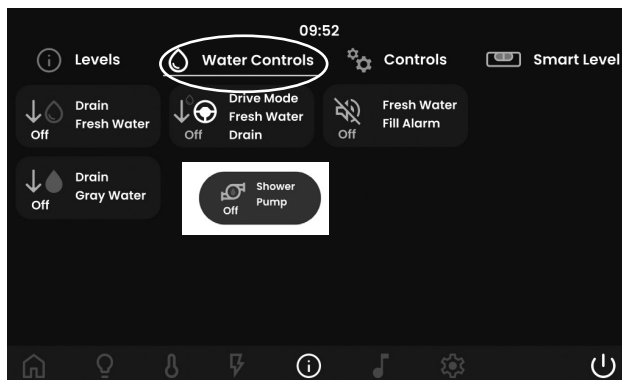 09:52
Levels
Water Controls
Controls
Smart Level
Drain
Fresh Water
Off
Drive Mode
Fresh Water
Drain
Off
Fresh Water
Fill Alarm
Off
Drain
Gray Water
Off
Shower
Pump
Off